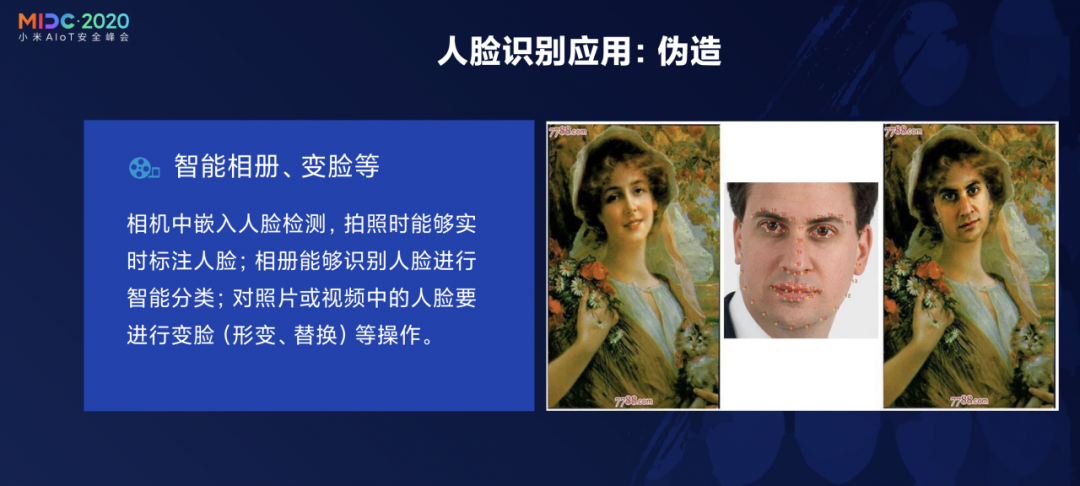 MIDC·2020
小米AIoT安全峰会
人脸识别应用：伪造
智能相册、变脸等
相机中嵌入人脸检测，拍照时能够实
时标注人脸；相册能够识别人脸进行
智能分类；对照片或视频中的人脸要
进行变脸（形变、替换）等操作。
7788.com
7788.com
7788.com
7788.com